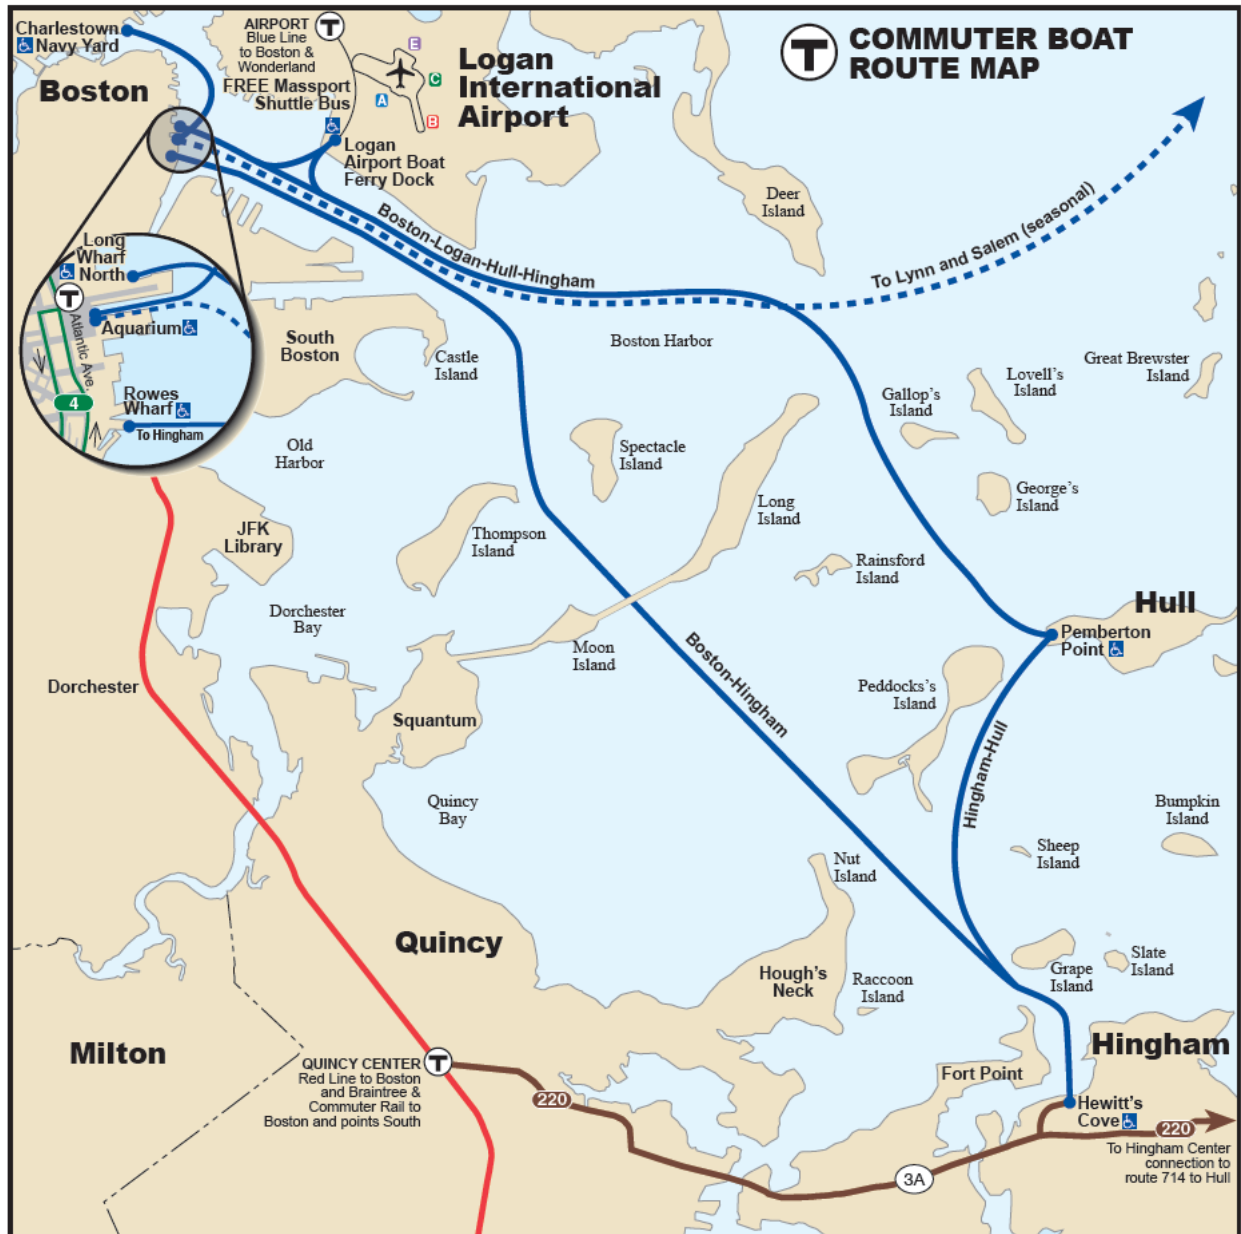 Charlestown
Navy Yard
Boston
AIRPORT
Blue Line
to Boston &
Wonderland
FREE Massport
Shuttle Bus
T
E
C
A
B
Logan
International
Airport
T
COMMUTER BOAT
ROUTE MAP
Logan
Airport Boat
Ferry Dock
Deer
Island
To Lynn and Salem (seasonal)
Boston-Logan-Hull-Hingham
Long
Wharf
North
T
Aquarium
Atlantic Ave.
Rowes
Wharf
4
To Hingham
South
Boston
Castle
Island
Boston Harbor
Great Brewster
Island
Lovell's
Island
Gallop's
Island
Old
Harbor
Spectacle
Island
George's
Island
Long
Island
JFK
Library
Thompson
Island
Rainsford
Island
Hull
Dorchester
Bay
Pemberton
Point
Moon
Island
Boston-Hingham
Dorchester
Peddocks's
Island
Squantum
Hingham-Hull
Quincy
Bay
Bumpkin
Island
Sheep
Island
Nut
Island
Quincy
Hough's
Neck
Raccoon
Island
Grape
Island
Slate
Island
Milton
Hingham
QUINCY CENTER
Red Line to Boston
and Braintree &
Commuter Rail to
Boston and points South
T
220
Fort Point
Hewitt's
Cove
220
To Hingham Center
connection to
route 714 to Hull
3A